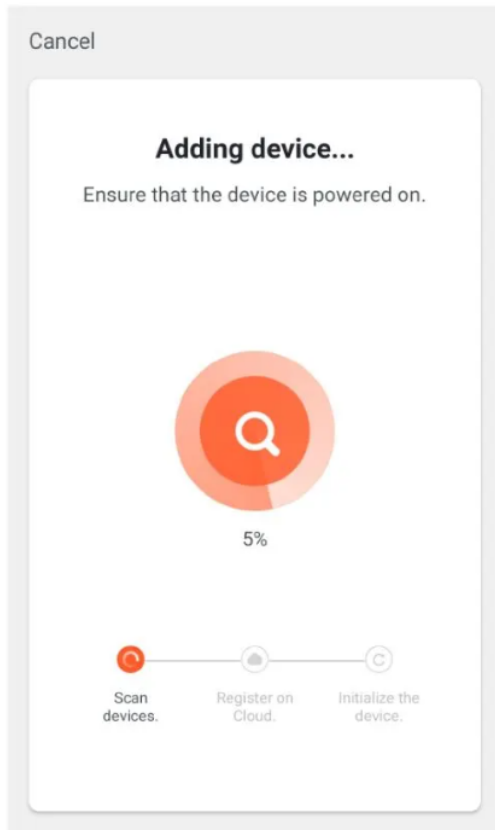 Cancel
Adding device...
Ensure that the device is powered on.
5%
Scan
devices.
Register on
Cloud.
Initialize the
device.